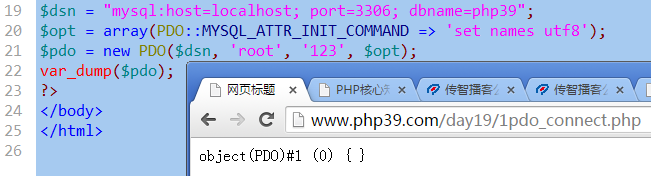 19 $dsn = "mysql:host=localhost; port=3306; dbname=php39";
20 $opt = array(PDO::MYSQL_ATTR_INIT_COMMAND => 'set names utf8');
21 $pdo = new PDO($dsn, 'root', '123', $opt);
22 var_dump($pdo);
23 ?>
24 </body>
25 </html>
26
网页标题 PHP核心 传智播客 传智播客
www.php39.com/day19/1pdo_connect.php
object(PDO)#1 (0) { }